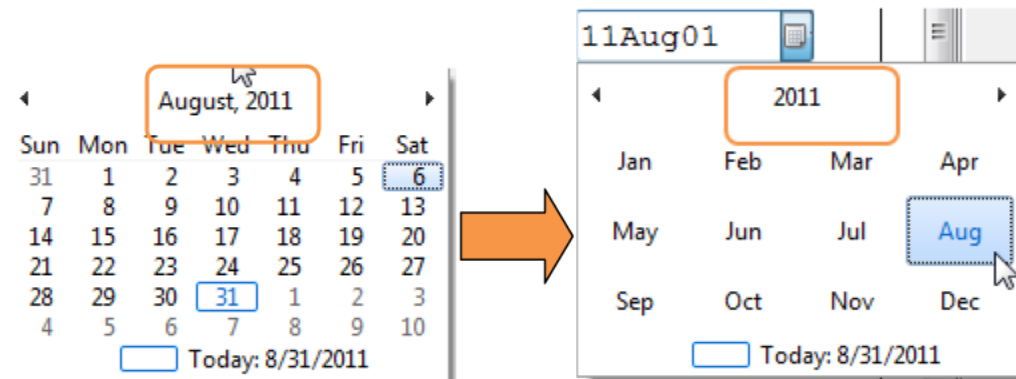 August, 2011
Sun Mon Tue Wed Thu Fri Sat
31 1 2 3 4 5 6
7 8 9 10 11 12 13
14 15 16 17 18 19 20
21 22 23 24 25 26 27
28 29 30 31 1 2 3
4 5 6 7 8 9 10
Today: 8/31/2011
11Aug01
2011
Jan Feb Mar Apr
May Jun Jul Aug
Sep Oct Nov Dec
Today: 8/31/2011